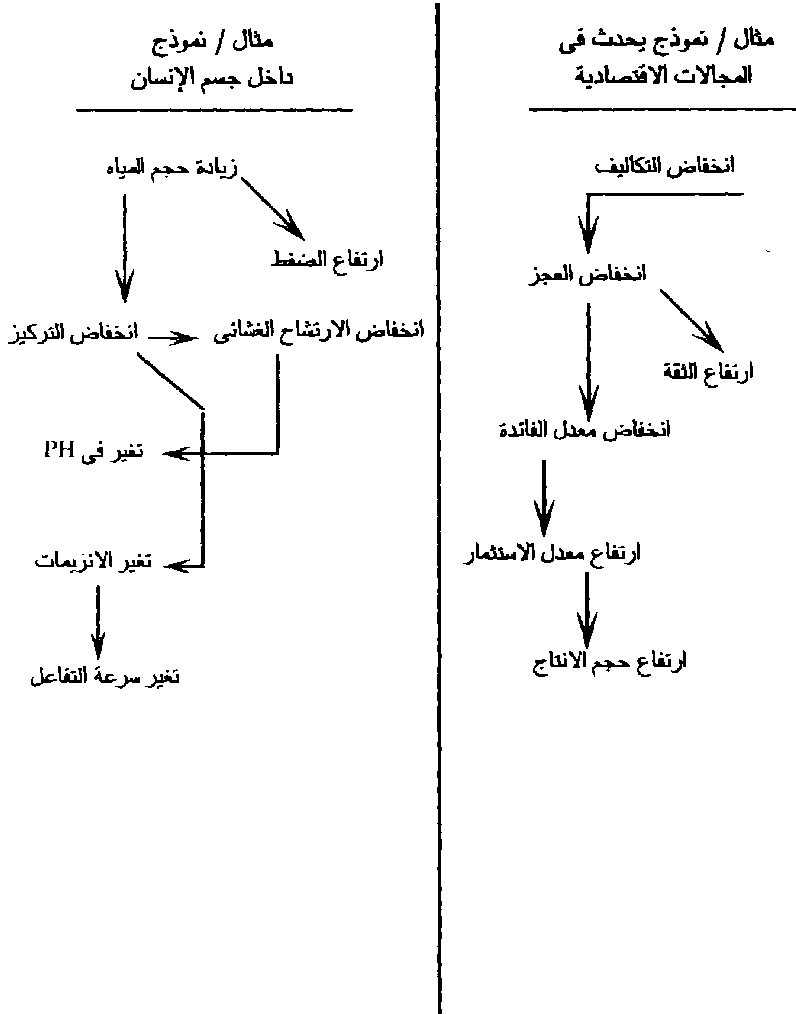 مثال / نموذج يحدث فى
المجالات الاقتصادية
انخفاض التكاليف
انخفاض العجز
ارتفاع الثقة
انخفاض معدل الفائدة
ارتفاع معدل الاستثمار
ارتفاع حجم الانتاج
مثال / نموذج
داخل جسم الإنسان
زيادة حجم المياه
ارتفاع الضغط
انخفاض الارتشاح الغشائى
انخفاض التركيز
تغير فى PH
تغير الانزيمات
تغير سرعة التفاعل